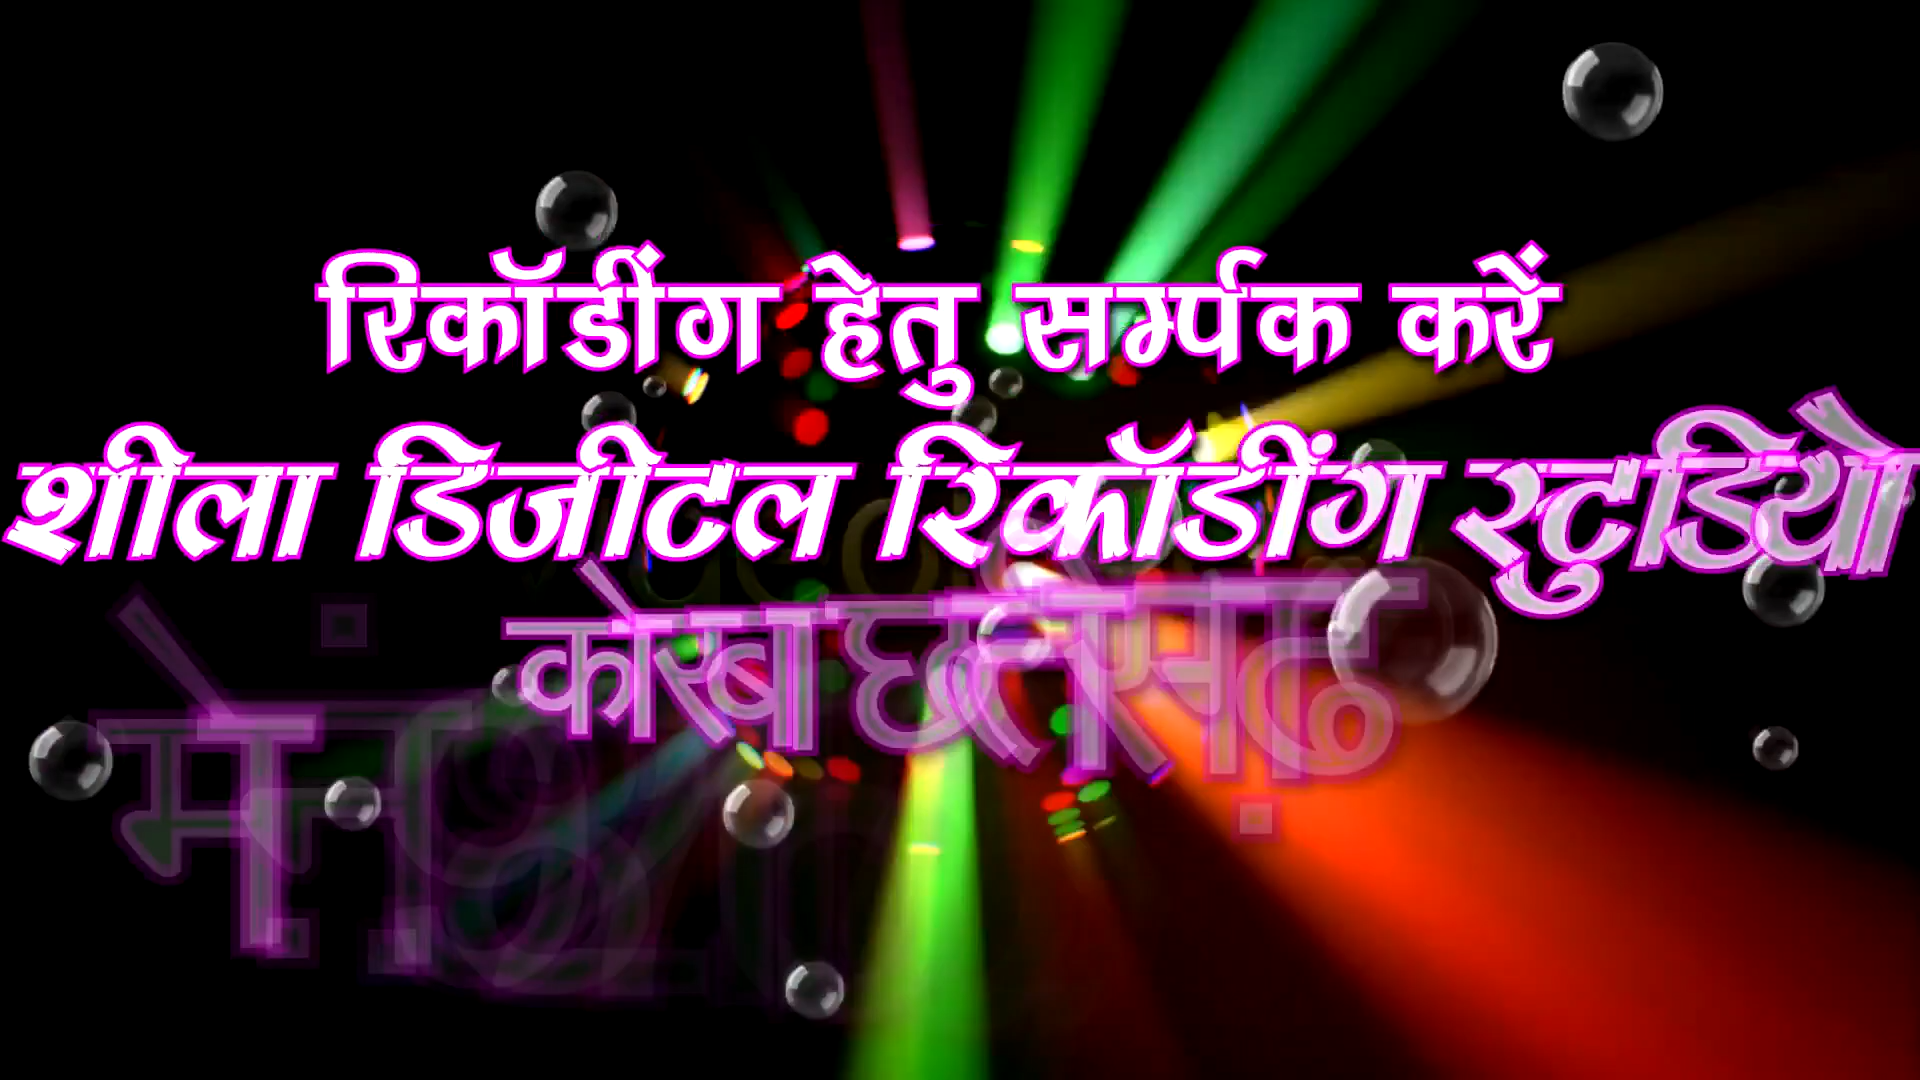 रिकॉडींग हेतु सर्म्पक करें
शीला डिजीटल रिकॉडींग स्टुडियो
कोरबा छत्तीसगढ़